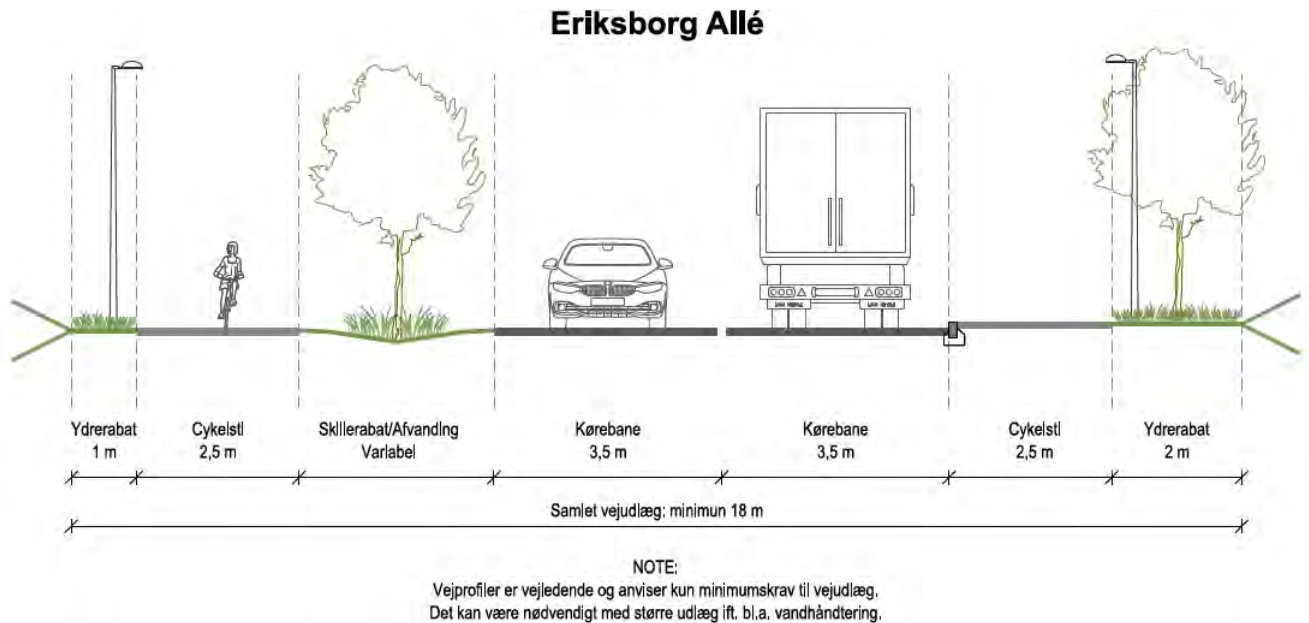 Eriksborg Allé
Ydrerabat
1 m
Cykelsti
2,5 m
Skillerabat/Afvanding
Variabel
Kørebane
3,5 m
Kørebane
3,5 m
Cykelsti
2,5 m
Ydrerabat
2 m
Samlet vejudlæg: minimun 18 m
NOTE:
Vejprofiler er vejledende og anviser kun minimumskrav til vejudlæg.
Det kan være nødvendigt med større udlæg ift. bl.a. vandhåndtering.